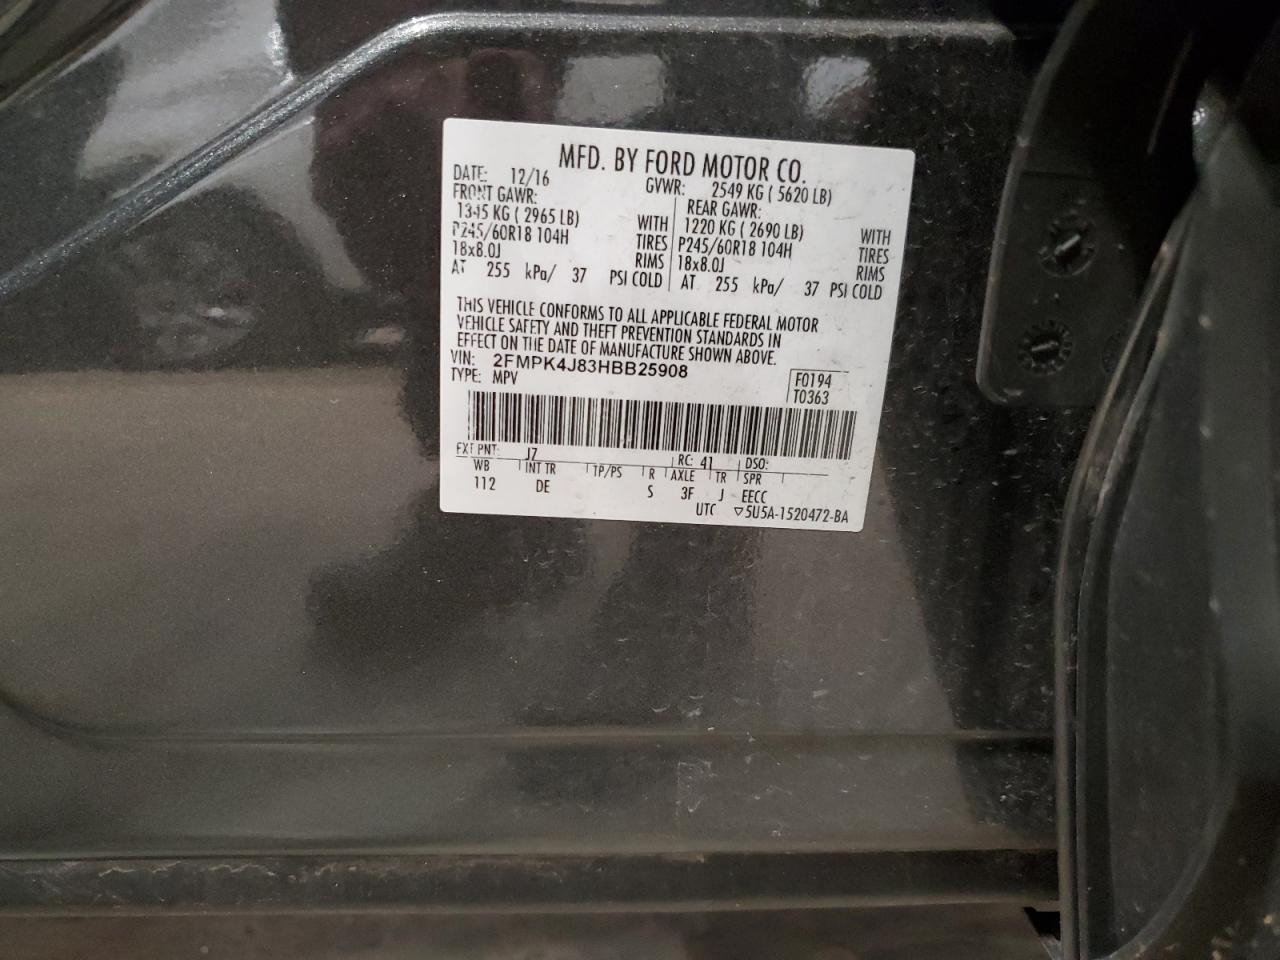 MFD. BY FORD MOTOR CO.
DATE: 12/16 GVWR: 2549 KG ( 5620 LB)
FRONT GAWR: REAR GAWR:
1345 KG ( 2965 LB) WITH 1220 KG ( 2690 LB) WITH
P245/60R18 104H TIRES P245/60R18 104H TIRES
18x8.0J RIMS 18x8.0J RIMS
AT 255 kPa/ 37 PSI COLD AT 255 kPa/ 37 PSI COLD
THIS VEHICLE CONFORMS TO ALL APPLICABLE FEDERAL MOTOR
VEHICLE SAFETY AND THEFT PREVENTION STANDARDS IN
EFFECT ON THE DATE OF MANUFACTURE SHOWN ABOVE.
VIN: 2FMPK4J83HBB25908
TYPE: MPV
F0194
T0363
EXT PNT: J7 RC: 41 DSO:
WB INT TR TP/PS R AXLE TR SPR
112 DE S 3F J EECC
UTC ▽5U5A-1520472-BA